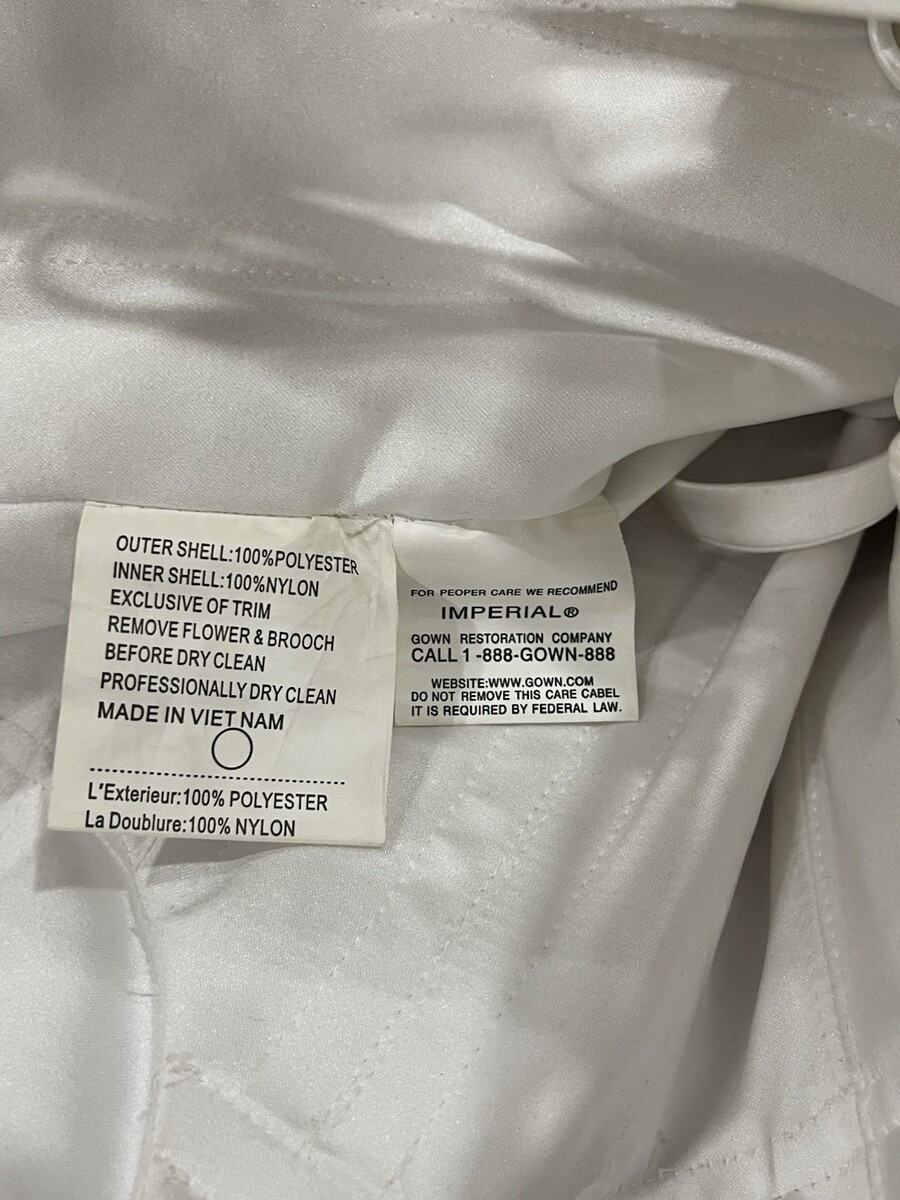 OUTER SHELL:100%POLYESTER
INNER SHELL:100%NYLON
EXCLUSIVE OF TRIM
REMOVE FLOWER & BROOCH
BEFORE DRY CLEAN
PROFESSIONALLY DRY CLEAN
MADE IN VIET NAM
L'Exterieur:100% POLYESTER
La Doublure:100% NYLON
FOR PEOPER CARE WE RECOMMEND
IMPERIAL®
GOWN RESTORATION COMPANY
CALL 1 -888-GOWN-888
WEBSITE:WWW.GOWN.COM
DO NOT REMOVE THIS CARE CABEL
IT IS REQUIRED BY FEDERAL LAW.